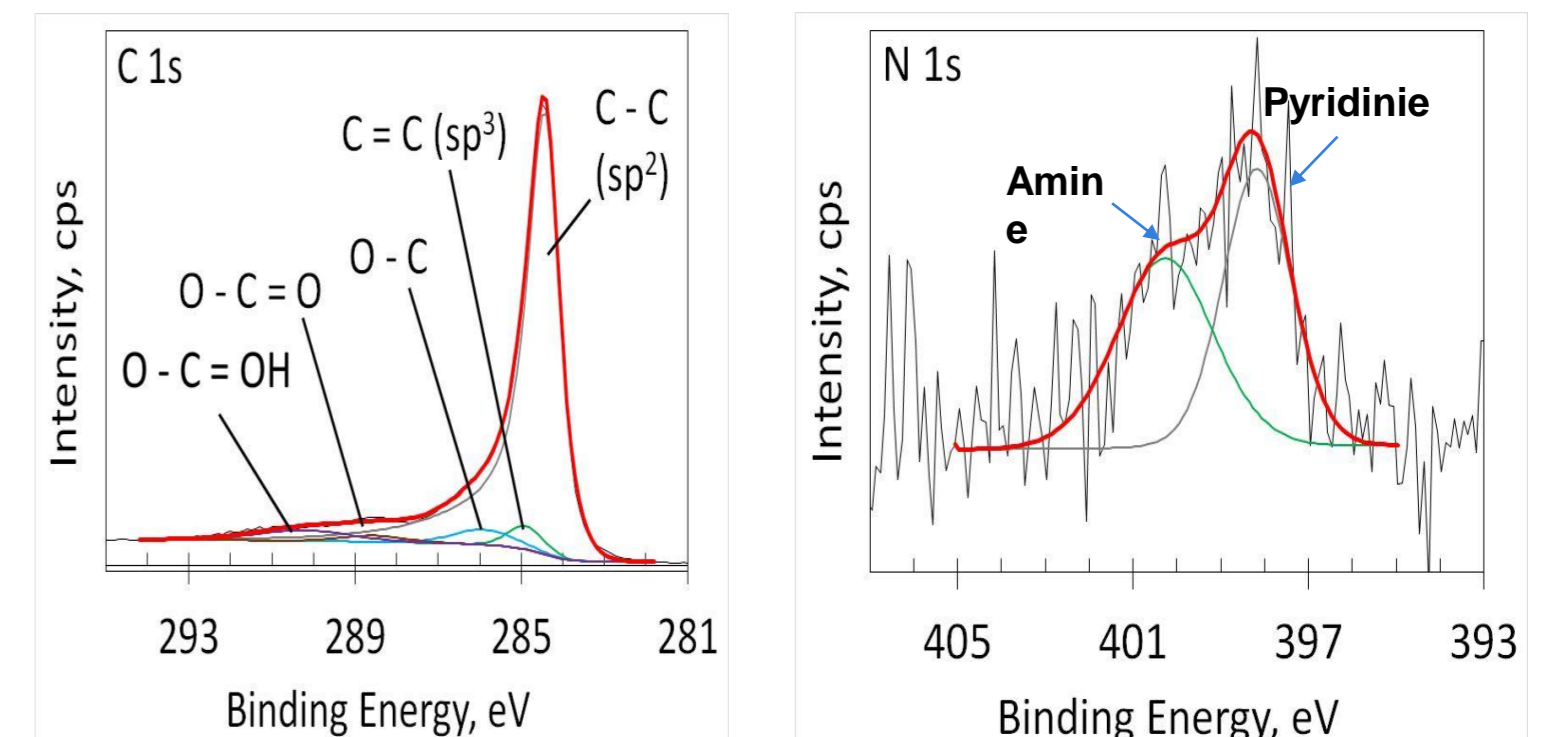 C 1s
C - C
(sp²)
C = C (sp³)
O - C
O - C = O
O - C = OH
Intensity, cps
293
289
285
281
Binding Energy, eV
N 1s
Pyridinie
Amin
e
Intensity, cps
405
401
397
393
Binding Energy, eV